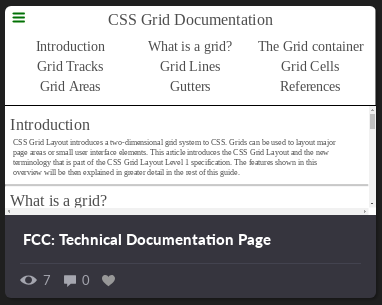 CSS Grid Documentation
Introduction What is a grid? The Grid container
Grid Tracks Grid Lines Grid Cells
Grid Areas Gutters References
Introduction
CSS Grid Layout introduces a two-dimensional grid system to CSS. Grids can be used to layout major
page areas or small user interface elements. This article introduces the CSS Grid Layout and the new
terminology that is part of the CSS Grid Layout Level 1 specification. The features shown in this
overview will be then explained in greater detail in the rest of this guide.
What is a grid?
FCC: Technical Documentation Page
7 0